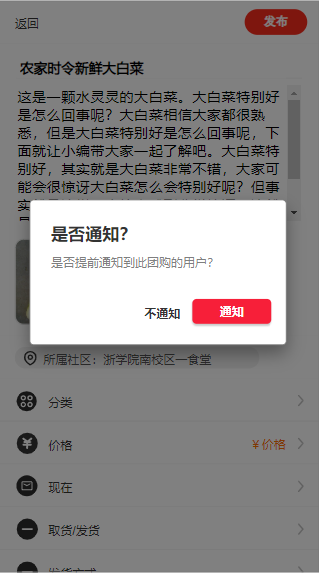 返回
发布
农家时令新鲜大白菜
这是一颗水灵灵的大白菜。大白菜特别好
是怎么回事呢？大白菜相信大家都很熟
悉，但是大白菜特别好是怎么回事呢，下
面就让小编带大家一起了解吧。大白菜特
别好，其实就是大白菜非常不错，大家可
能会很惊讶大白菜怎么会特别好呢？但事
是否通知？
是否提前通知到此团购的用户？
不通知
通知
所属社区：浙学院南校区一食堂
分类
价格
￥价格
现在
取货/发货
发货方式